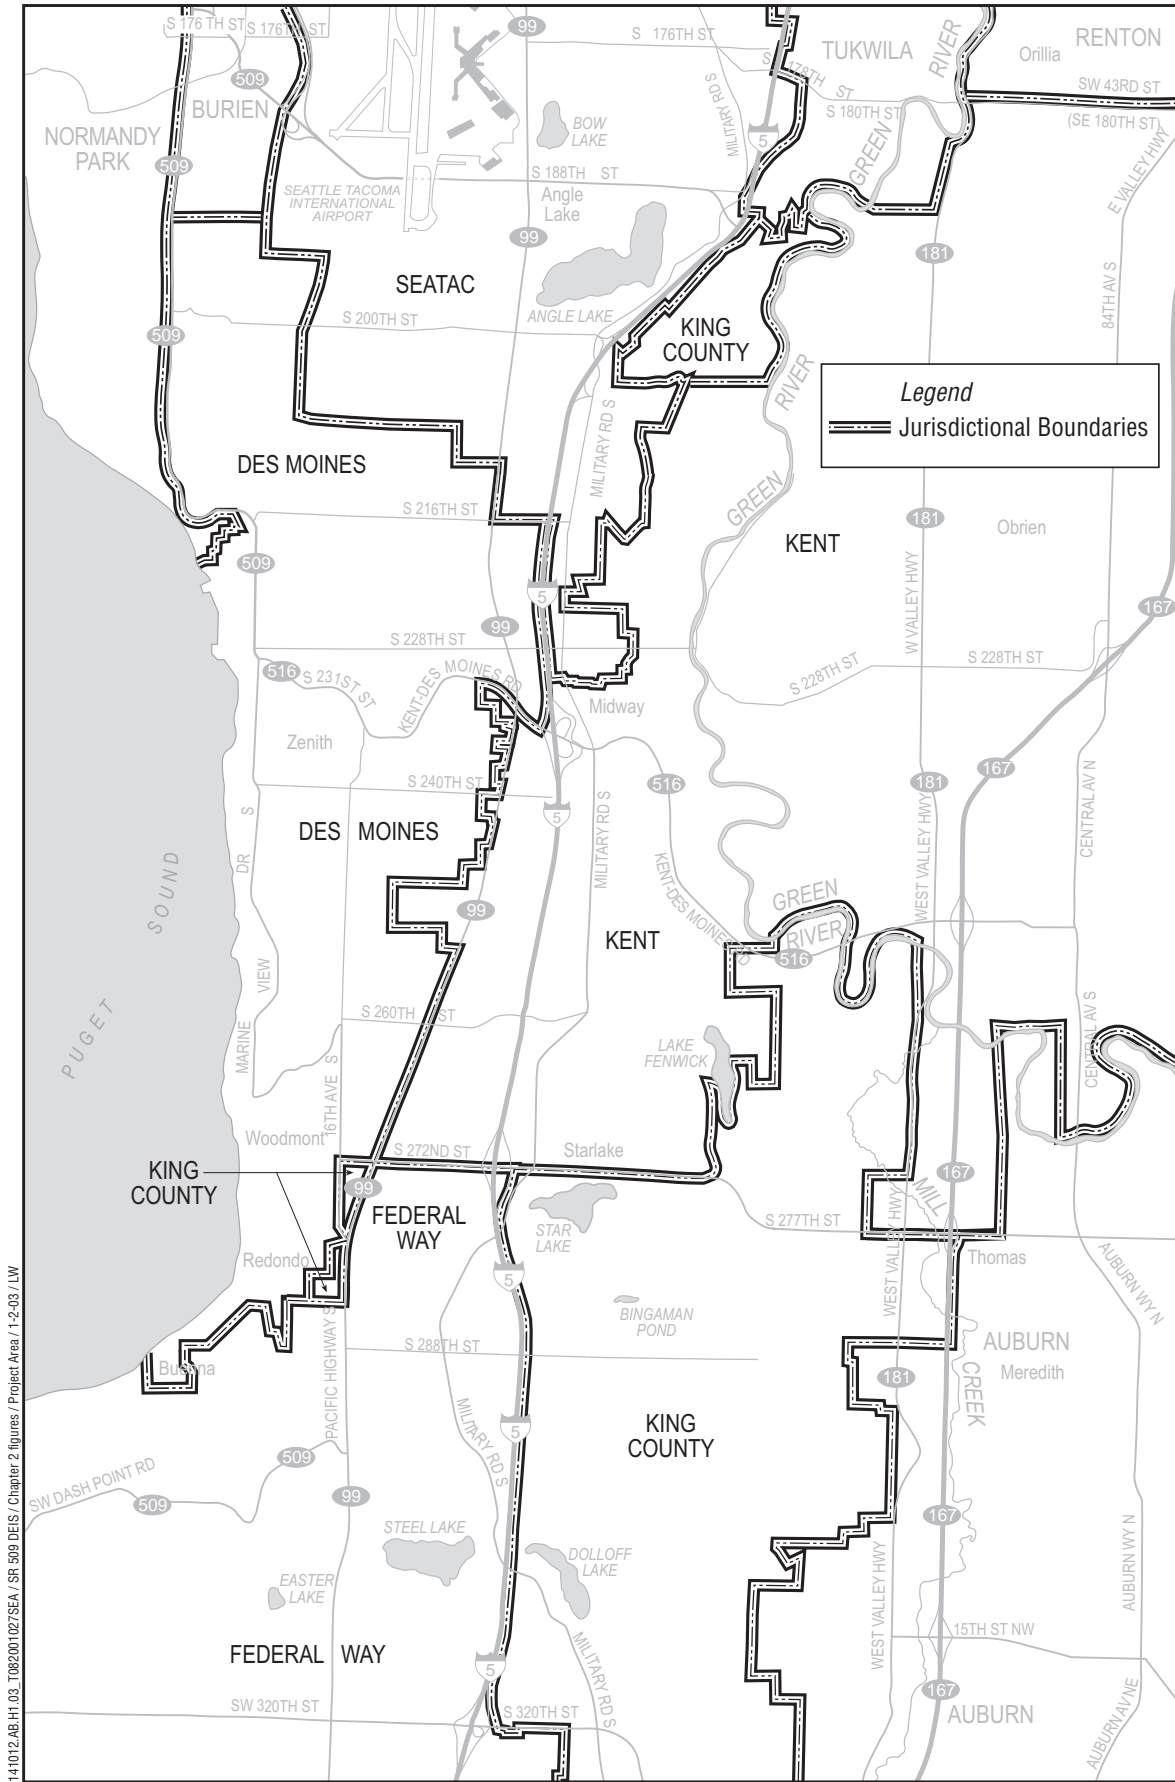 S 176 TH ST
S 176TH ST
99
S 176TH ST
TUKWILA
RIVER
Orillia
RENTON
509
BURIEN
S 178TH ST
MILITARY RD S
S 180TH ST
SW 43RD ST
(SE 180TH ST)
NORMANDY
PARK
509
BOW
LAKE
5
GREEN
E VALLEY HWY
SEATTLE TACOMA
INTERNATIONAL
AIRPORT
S 188TH ST
Angle
Lake
99
181
SEATAC
ANGLE LAKE
84TH AV S
S 200TH ST
509
KING
COUNTY
RIVER
Legend
Jurisdictional Boundaries
MILITARY RD S
DES MOINES
GREEN
S 216TH ST
181
Obrien
KENT
509
5
W VALLEY HWY
167
99
S 228TH ST
S 228TH ST
S 228TH ST
516
S 231ST ST
KENT-DES MOINES RD
Midway
Zenith
S 240TH ST
516
181
167
CENTRAL AV N
5
MILITARY RD S
WEST VALLEY HWY
DES MOINES
MARINE VIEW DR S
PUGET SOUND
KENT-DES MOINES RD
GREEN
RIVER
99
KENT
516
S 260TH ST
LAKE
FENWICK
CENTRAL AV S
16TH AVE S
Woodmont
S 272ND ST
Starlake
KING
COUNTY
99
167
MILL
FEDERAL
WAY
STAR
LAKE
S 277TH ST
WEST VALLEY HWY
Thomas
Redondo
5
AUBURN WY N
BINGAMAN
POND
PACIFIC HIGHWAY S
S 288TH ST
AUBURN
Meredith
CREEK
181
MILITARY RD S
5
KING
COUNTY
509
SW DASH POINT RD
509
99
167
STEEL LAKE
DOLLOFF
LAKE
EASTER
LAKE
WEST VALLEY HWY
AUBURN WY N
15TH ST NW
FEDERAL WAY
5
MILITARY RD S
167
SW 320TH ST
S 320TH ST
AUBURN
AUBURN AV NE
141012.AB.H1.03_T082001027SEA / SR 509 DEIS / Chapter 2 figures / Project Area / 1-2-03 / LW